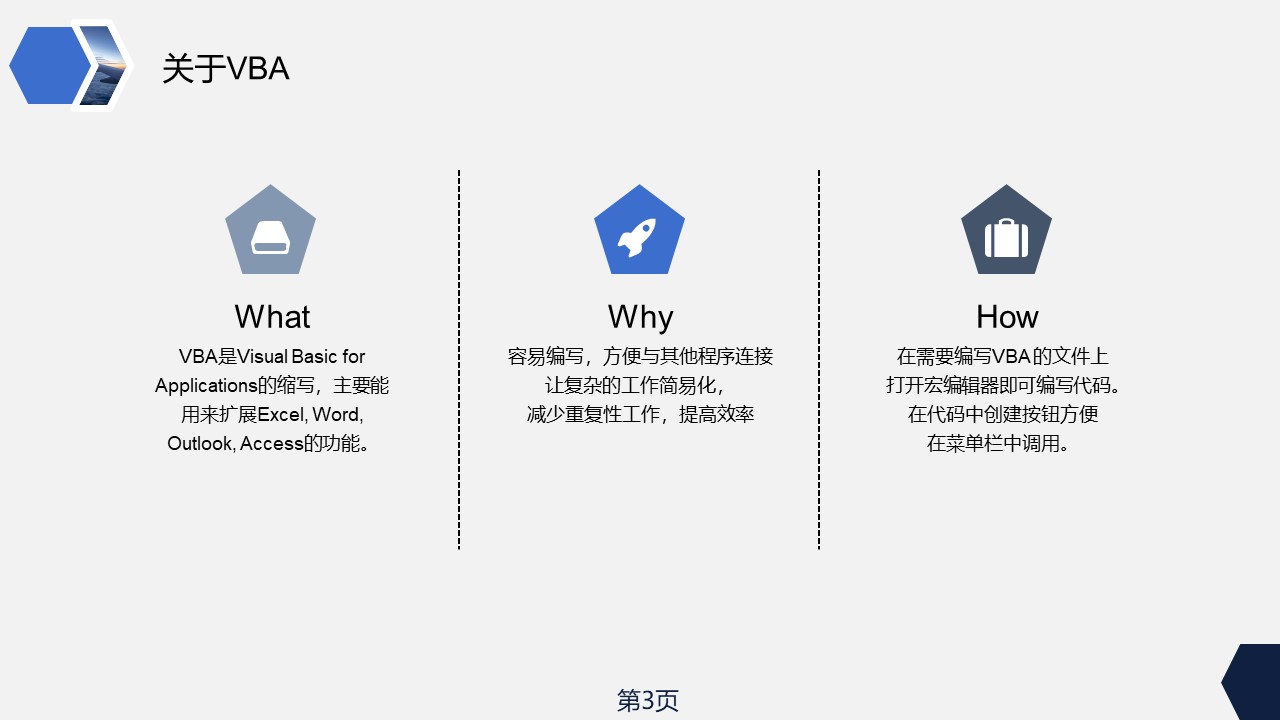 关于VBA
What
VBA是Visual Basic for
Applications的缩写，主要能
用来扩展Excel, Word,
Outlook, Access的功能。
Why
容易编写，方便与其他程序连接
让复杂的工作简易化，
减少重复性工作，提高效率
How
在需要编写VBA的文件上
打开宏编辑器即可编写代码。
在代码中创建按钮方便
在菜单栏中调用。
第3页